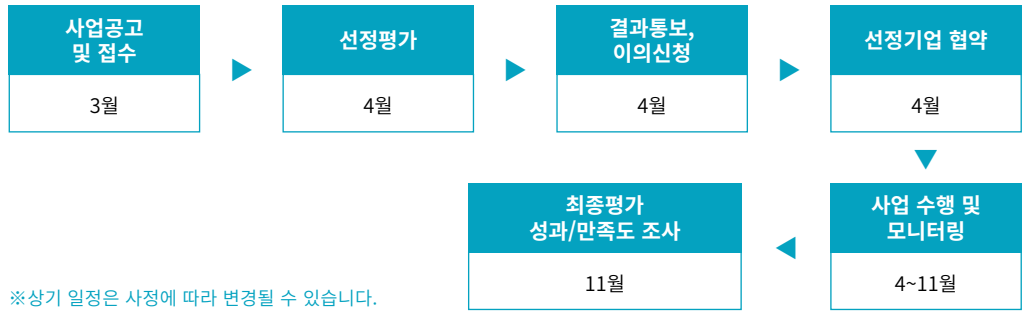 사업공고
및 접수
3월
선정평가
4월
결과통보,
이의신청
4월
선정기업 협약
4월
사업 수행 및
모니터링
4~11월
최종평가
성과/만족도 조사
11월
※상기 일정은 사정에 따라 변경될 수 있습니다.